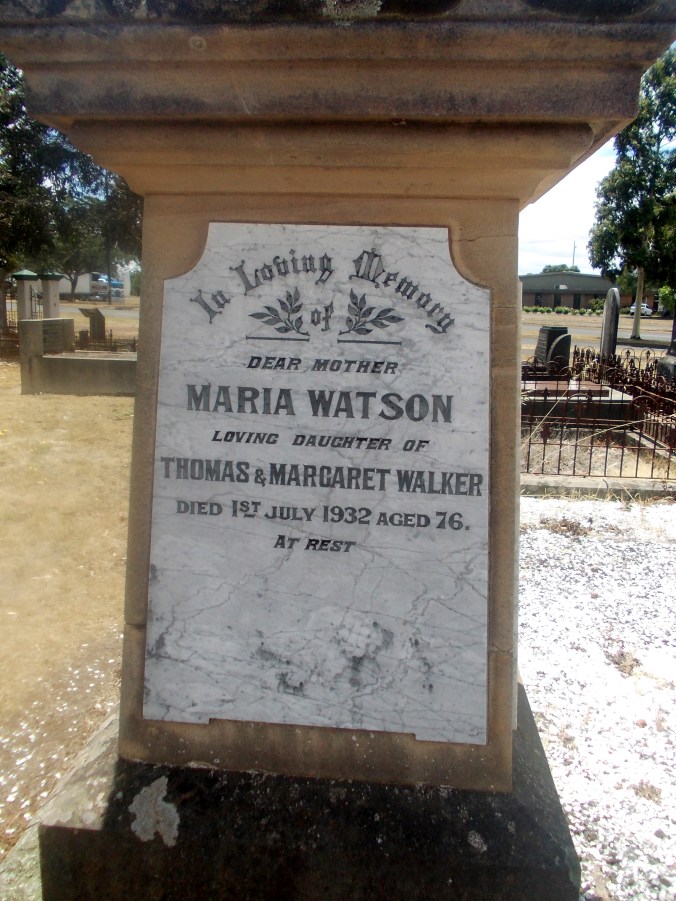 In Loving Memory
of
DEAR MOTHER
MARIA WATSON
LOVING DAUGHTER OF
THOMAS & MARGARET WALKER
DIED 1ST JULY 1932 AGED 76.
AT REST